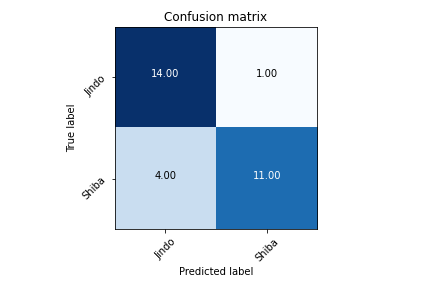 Confusion matrix
True label
Jindo
14.00
1.00
Shiba
4.00
11.00
Jindo
Shiba
Predicted label